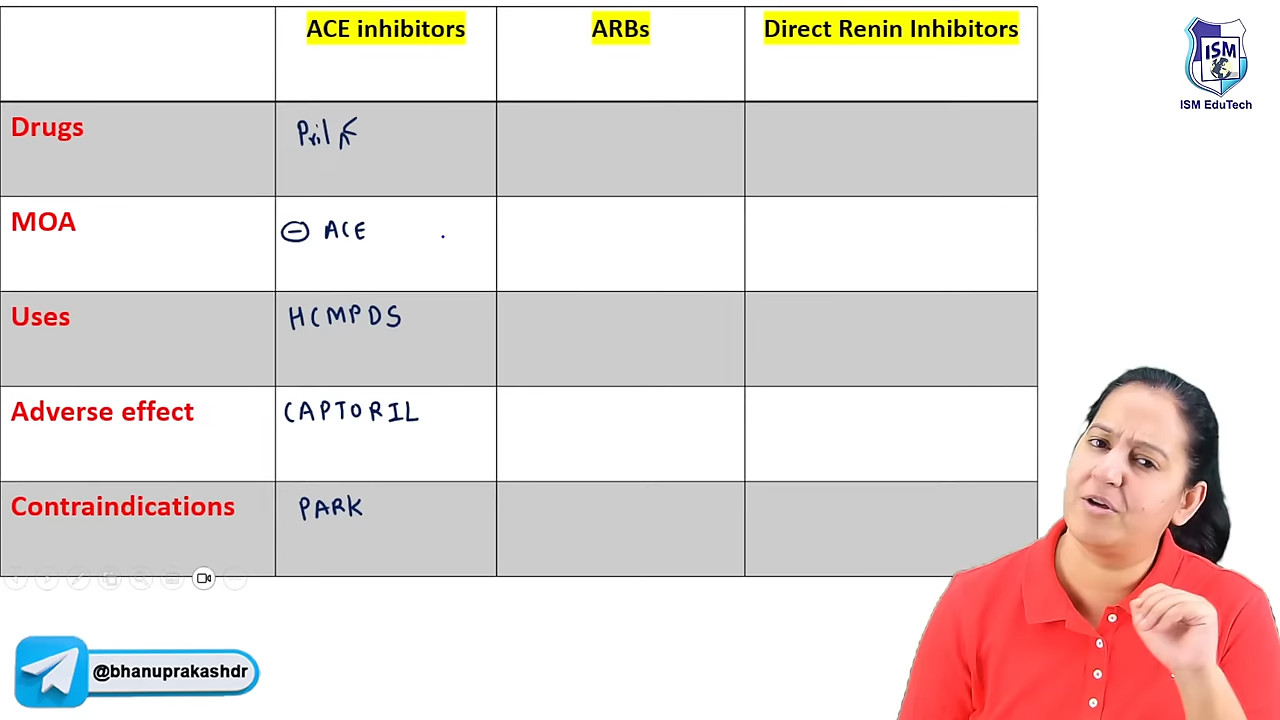 ACE inhibitors ARBs Direct Renin Inhibitors
ISM
ISM EduTech
Drugs Pril
MOA ⊖ ACE
Uses HCMPDS
Adverse effect CAPTORIL
Contraindications PARK
@bhanuprakashdr